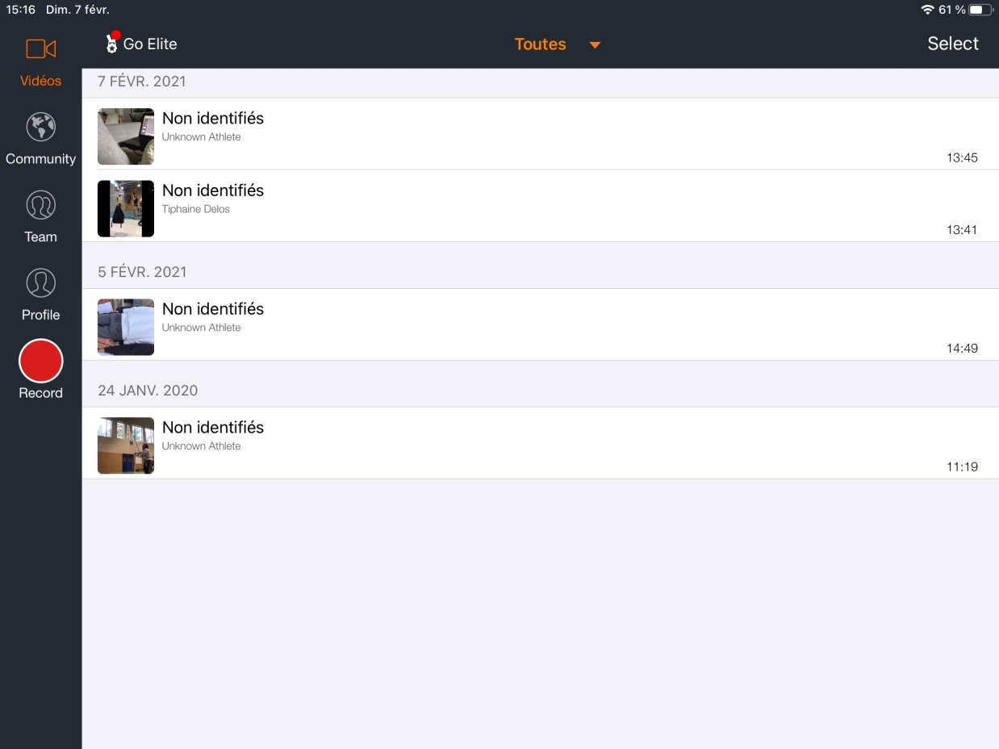 15:16 Dim. 7 févr.
61 %
Go Elite
Toutes
Select
Vidéos
Community
Team
Profile
Record
7 FÉVR. 2021
Non identifiés
Unknown Athlete
13:45
Non identifiés
Tiphaine Delos
13:41
5 FÉVR. 2021
Non identifiés
Unknown Athlete
14:49
24 JANV. 2020
Non identifiés
Unknown Athlete
11:19